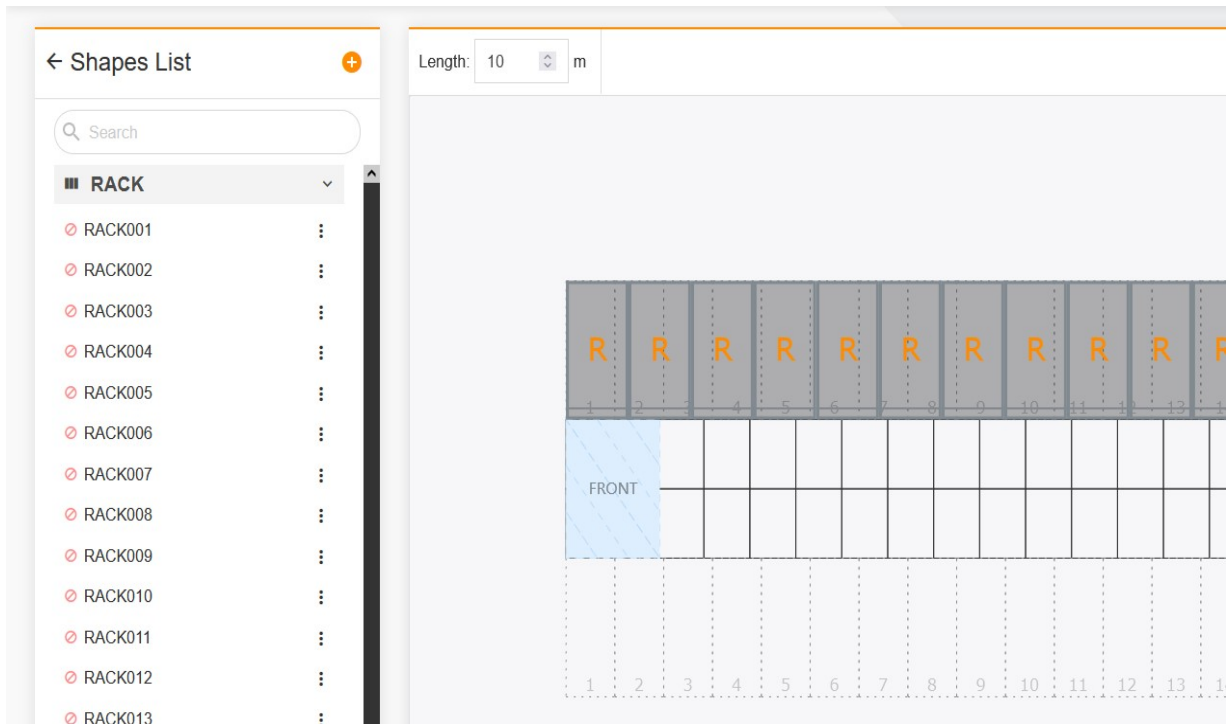 Shapes List
Length: 10 m
Search
RACK
RACK001
RACK002
RACK003
RACK004
RACK005
RACK006
RACK007
RACK008
RACK009
RACK010
RACK011
RACK012
RACK013
R R R R R R R R R R R
1 2 3 4 5 6 7 8 9 10 11 12 13
FRONT
1 2 3 4 5 6 7 8 9 10 11 12 13 14